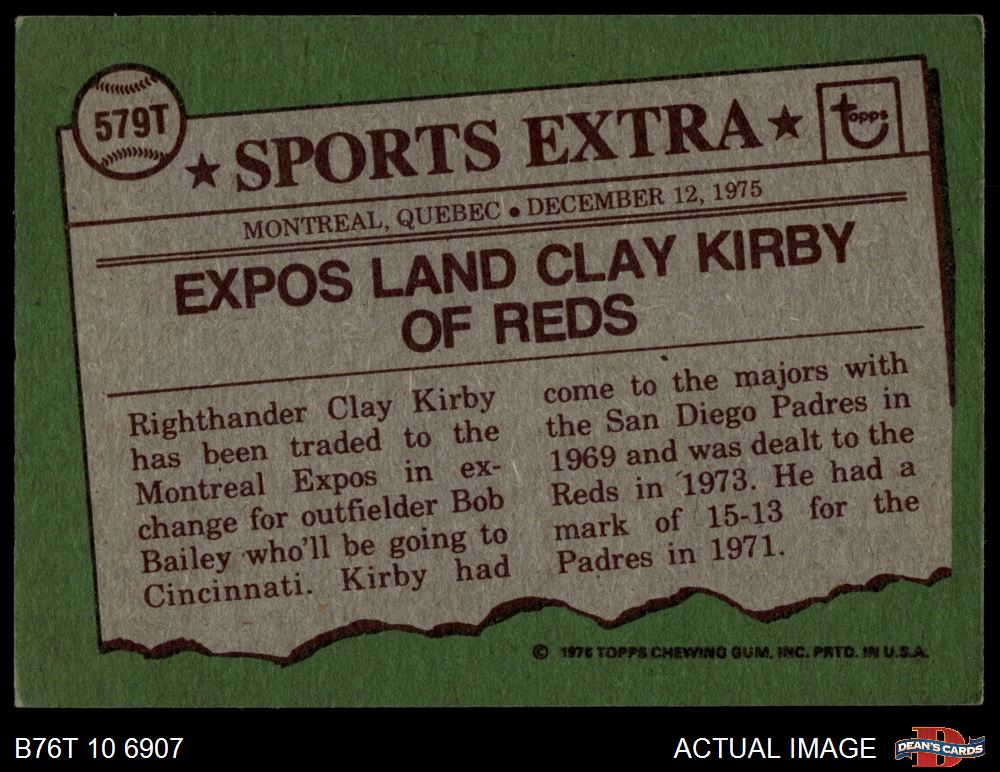 579T
SPORTS EXTRA
topps
MONTREAL, QUEBEC • DECEMBER 12, 1975
EXPOS LAND CLAY KIRBY
OF REDS
Righthander Clay Kirby
has been traded to the
Montreal Expos in ex-
change for outfielder Bob
Bailey who'll be going to
Cincinnati. Kirby had
come to the majors with
the San Diego Padres in
1969 and was dealt to the
Reds in 1973. He had a
mark of 15-13 for the
Padres in 1971.
© 1976 TOPPS CHEWING GUM, INC. PRTD. IN U.S.A.
B76T 10 6907
ACTUAL IMAGE
D
DEAN'S CARDS